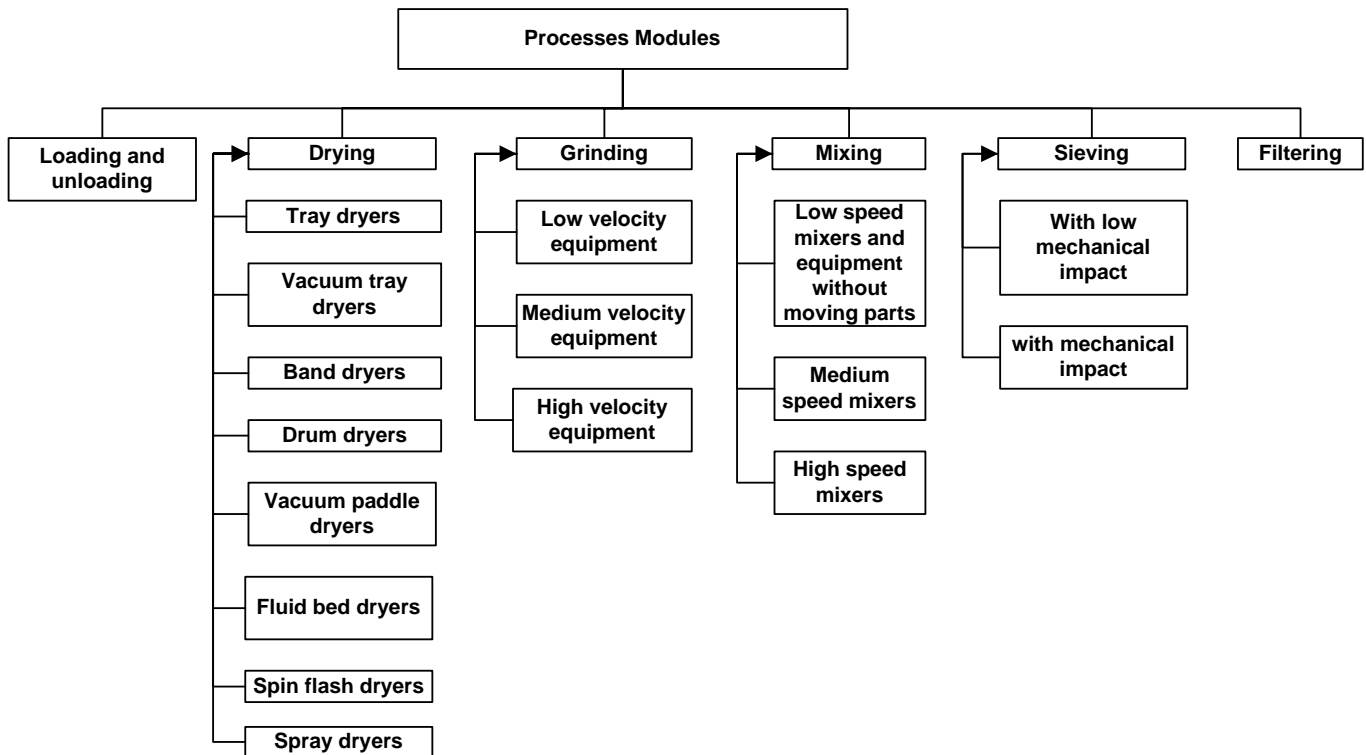 Processes Modules
Loading and
unloading
Drying
Grinding
Mixing
Sieving
Filtering
Tray dryers
Vacuum tray
dryers
Band dryers
Drum dryers
Vacuum paddle
dryers
Fluid bed dryers
Spin flash dryers
Spray dryers
Low velocity
equipment
Medium velocity
equipment
High velocity
equipment
Low speed
mixers and
equipment
without
moving parts
Medium
speed mixers
High speed
mixers
With low
mechanical
impact
with mechanical
impact